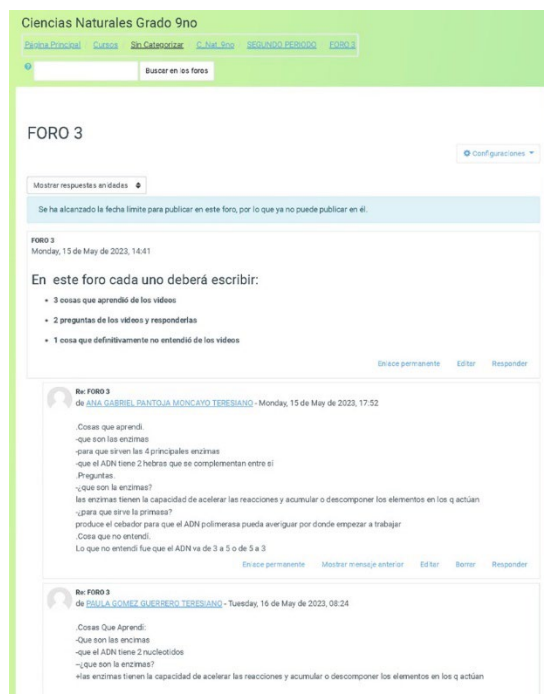 Ciencias Naturales Grado 9no
Página Principal Cursos Sin Categorizar C.Nat. 9no SEGUNDO PERIODO FORO 3
Buscar en los foros
FORO 3
Configuraciones
Mostrar respuestas anidadas
Se ha alcanzado la fecha límite para publicar en este foro, por lo que ya no puede publicar en él.
FORO 3
Monday, 15 de May de 2023, 14:41
En este foro cada uno deberá escribir:
3 cosas que aprendió de los videos
2 preguntas de los videos y responderlas
1 cosa que definitivamente no entendió de los videos
Enlace permanente Editar Responder
Re: FORO 3
de ANA GABRIEL PANTOJA MONCAYO TERESIANO - Monday, 15 de May de 2023, 17:52
.Cosas que aprendi.
-que son las enzimas
-para que sirven las 4 principales enzimas
-que el ADN tiene 2 hebras que se complementan entre sí
.Preguntas.
-¿que son la enzimas?
las enzimas tienen la capacidad de acelerar las reacciones y acumular o descomponer los elementos en los q actúan
-¿para que sirve la primasa?
produce el cebador para que el ADN polimerasa pueda averiguar por donde empezar a trabajar
.Cosa que no entendí.
Lo que no entendi fue que el ADN va de 3 a 5 o de 5 a 3
Enlace permanente Mostrar mensaje anterior Editar Borrar Responder
Re: FORO 3
de PAULA GOMEZ GUERRERO TERESIANO - Tuesday, 16 de May de 2023, 08:24
.Cosas Que Aprendi:
-Que son las encimas
-que el ADN tiene 2 nucleotidos
-¿que son la enzimas?
+las enzimas tienen la capacidad de acelerar las reacciones y acumular o descomponer los elementos en los q actúan